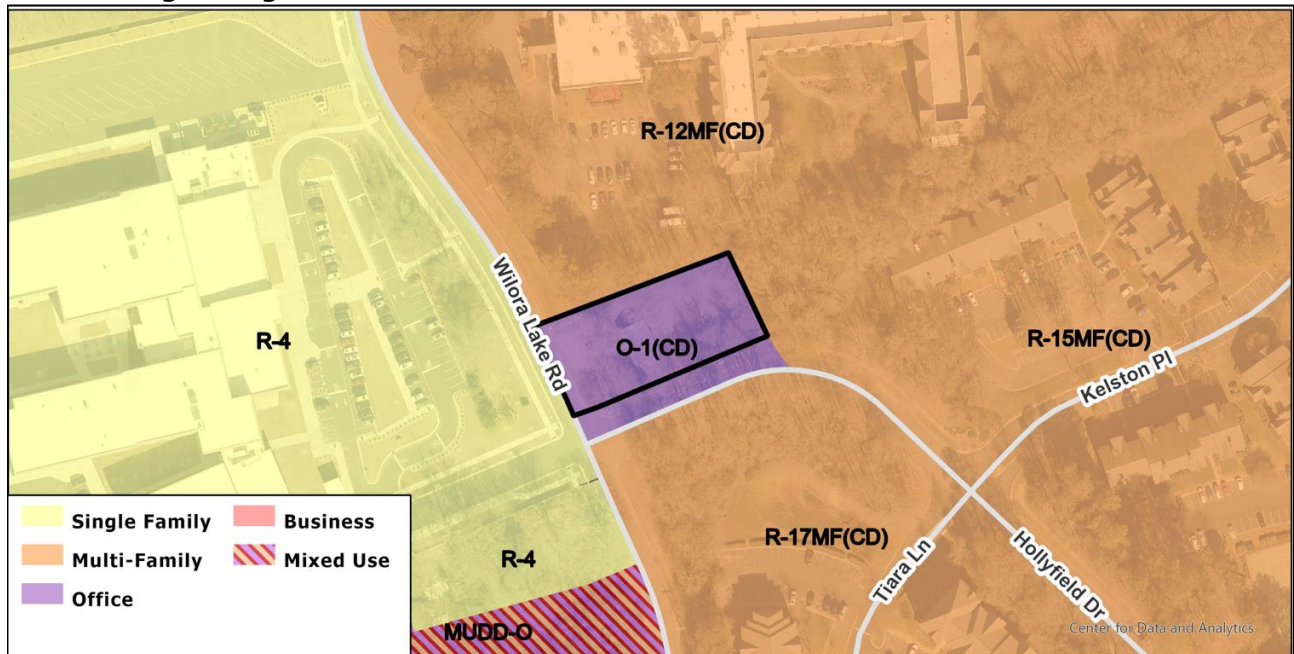 R-12MF(CD)
Wilora Lake Rd
R-4
O-1(CD)
R-15MF(CD)
Kelston Pl
R-17MF(CD)
Tiara Ln
Hollyfield Dr
R-4
MUDD-O
Single Family
Business
Multi-Family
Mixed Use
Office
Center for Data and Analytics